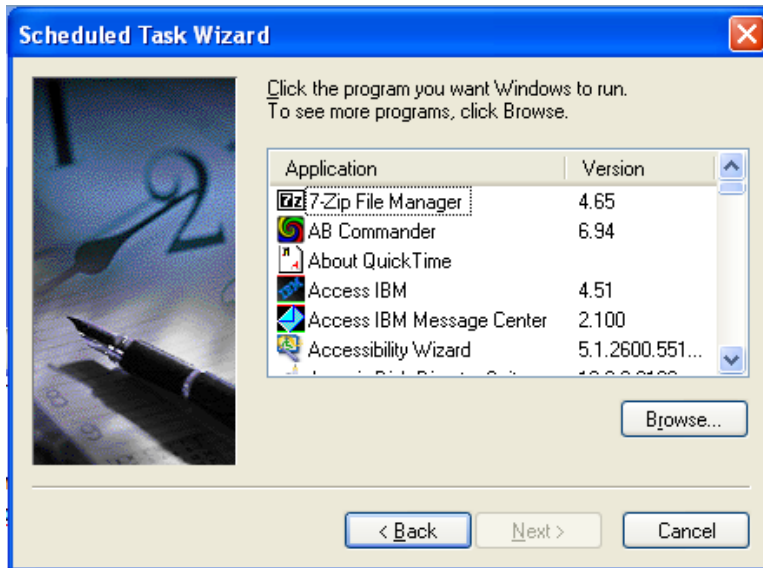 Scheduled Task Wizard
Click the program you want Windows to run.
To see more programs, click Browse.
Application Version
7-Zip File Manager 4.65
AB Commander 6.94
About QuickTime
Access IBM 4.51
Access IBM Message Center 2.100
Accessibility Wizard 5.1.2600.551...
Browse...
< Back Next > Cancel